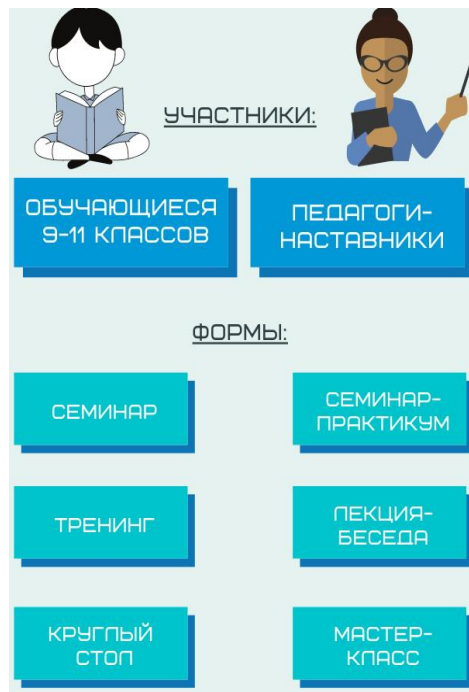 УЧАСТНИКИ:
ОБУЧАЮЩИЕСЯ
9-11 КЛАССОВ
ПЕДАГОГИ-
НАСТАВНИКИ
ФОРМЫ:
СЕМИНАР
СЕМИНАР-
ПРАКТИКУМ
ТРЕНИНГ
ЛЕКЦИЯ-
БЕСЕДА
КРУГЛЫЙ
СТОЛ
МАСТЕР-
КЛАСС